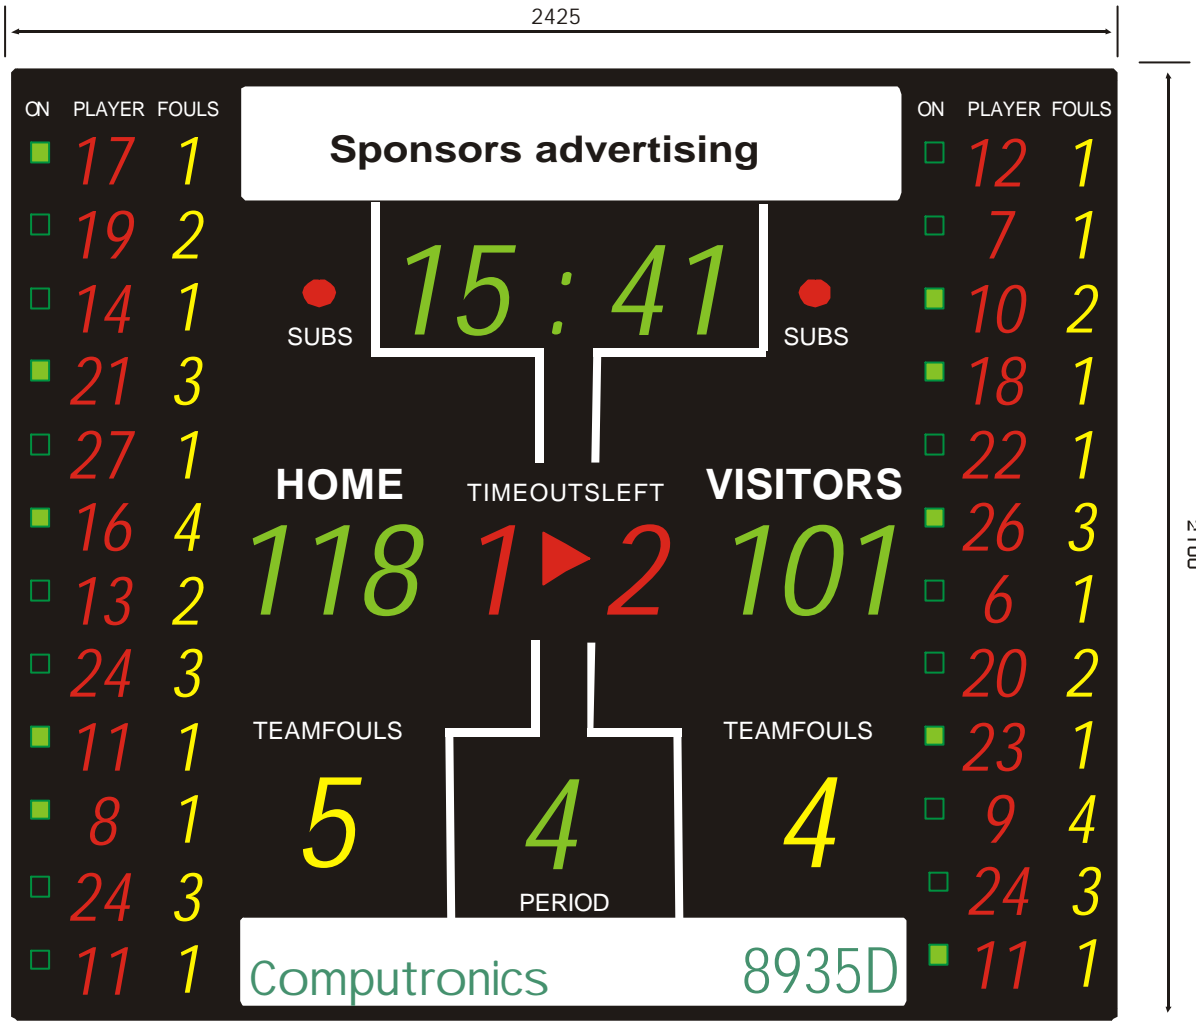 2425
ON PLAYER FOULS
17 1
19 2
14 1
21 3
27 1
16 4
13 2
24 3
11 1
8 1
24 3
11 1
Sponsors advertising
15 : 41
SUBS
SUBS
HOME
TIMEOUTSLEFT
VISITORS
118
1 2
101
TEAMFOULS
TEAMFOULS
5
4
4
PERIOD
Computronics 8935D
ON PLAYER FOULS
12 1
7 1
10 2
18 1
22 1
26 3
6 1
20 2
23 1
9 4
24 3
11 1
2100